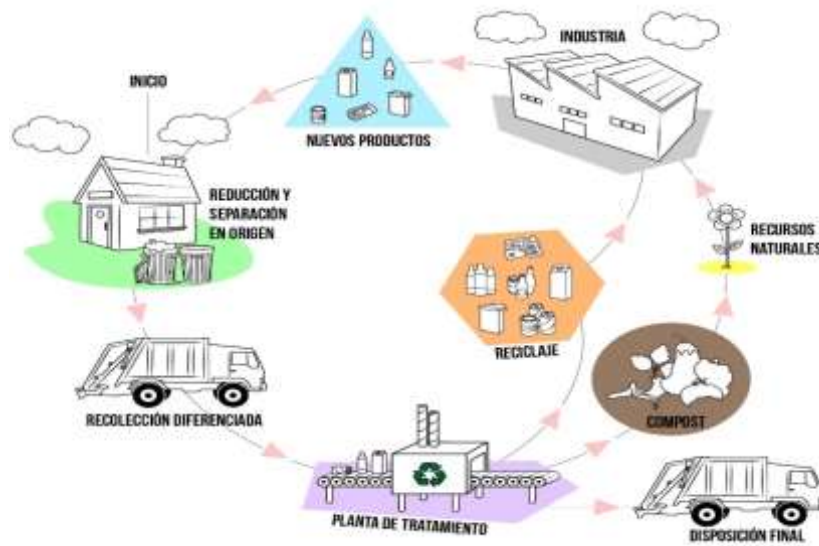 INDUSTRIA
INICIO
NUEVOS PRODUCTOS
REDUCCIÓN Y
SEPARACIÓN
EN ORIGEN
RECURSOS
NATURALES
RECICLAJE
RECOLECCIÓN DIFERENCIADA
COMPOST
PLANTA DE TRATAMIENTO
DISPOSICIÓN FINAL